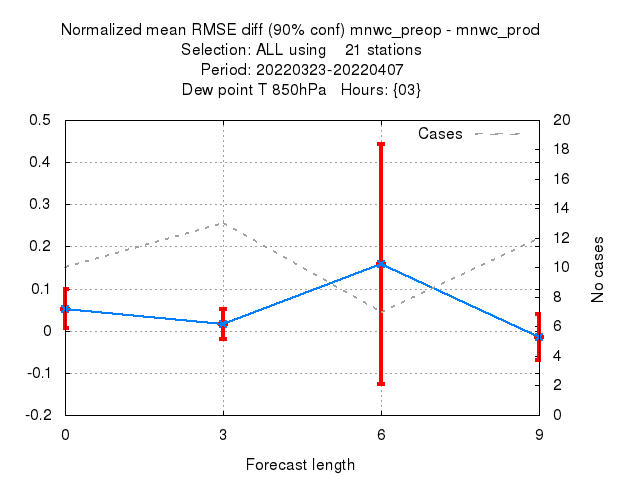 Normalized mean RMSE diff (90% conf) mnwc_preop - mnwc_prod
Selection: ALL using    21 stations
Period: 20220323-20220407
Dew point T 850hPa   Hours: {03}
Cases
0.5
0.4
0.3
0.2
0.1
0
-0.1
-0.2
20
18
16
14
12
10
8
6
4
2
0
No cases
0 3 6 9
Forecast length